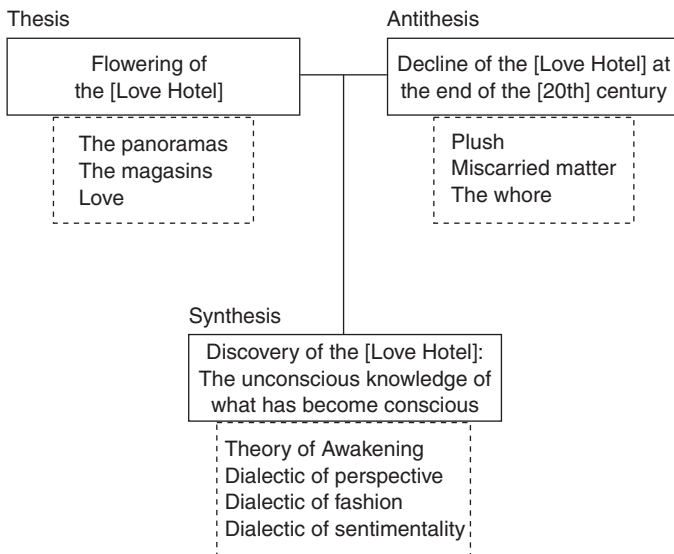 Thesis
Flowering of
the [Love Hotel]
The panoramas
The magasins
Love
Antithesis
Decline of the [Love Hotel] at
the end of the [20th] century
Plush
Miscarried matter
The whore
Synthesis
Discovery of the [Love Hotel]:
The unconscious knowledge of
what has become conscious
Theory of Awakening
Dialectic of perspective
Dialectic of fashion
Dialectic of sentimentality